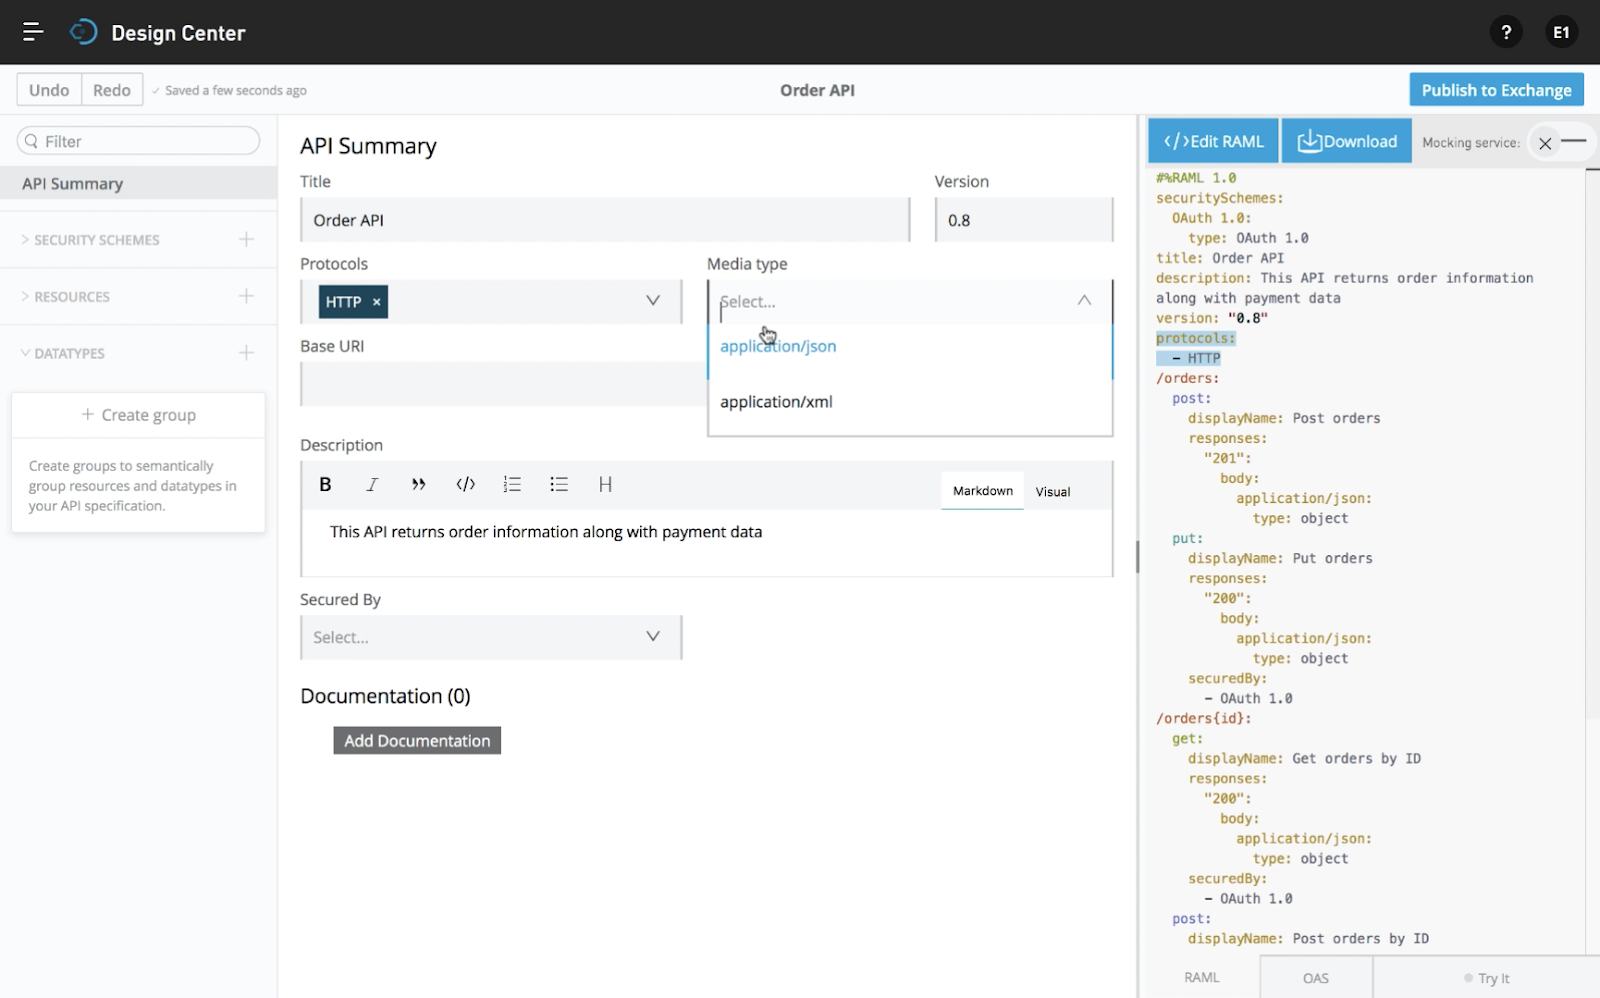 Design Center
?
E1
Undo
Redo
✓ Saved a few seconds ago
Order API
Publish to Exchange
Filter
API Summary
> SECURITY SCHEMES +
> RESOURCES +
DATATYPES +
+ Create group
Create groups to semantically
group resources and datatypes in
your API specification.
API Summary
Title
Version
Order API
0.8
Protocols
Media type
HTTP ×
Select...
application/json
application/xml
Base URI
Description
B I ” </> H
Markdown
Visual
This API returns order information along with payment data
Secured By
Select...
Documentation (0)
Add Documentation
</>Edit RAML
Download
Mocking service:
#%RAML 1.0
securitySchemes:
  OAuth 1.0:
    type: OAuth 1.0
title: Order API
description: This API returns order information
along with payment data
version: "0.8"
protocols:
  - HTTP
/orders:
  post:
    displayName: Post orders
    responses:
      "201":
        body:
          application/json:
            type: object
  put:
    displayName: Put orders
    responses:
      "200":
        body:
          application/json:
            type: object
    securedBy:
      - OAuth 1.0
/orders{id}:
  get:
    displayName: Get orders by ID
    responses:
      "200":
        body:
          application/json:
            type: object
    securedBy:
      - OAuth 1.0
  post:
    displayName: Post orders by ID
RAML
OAS
Try It